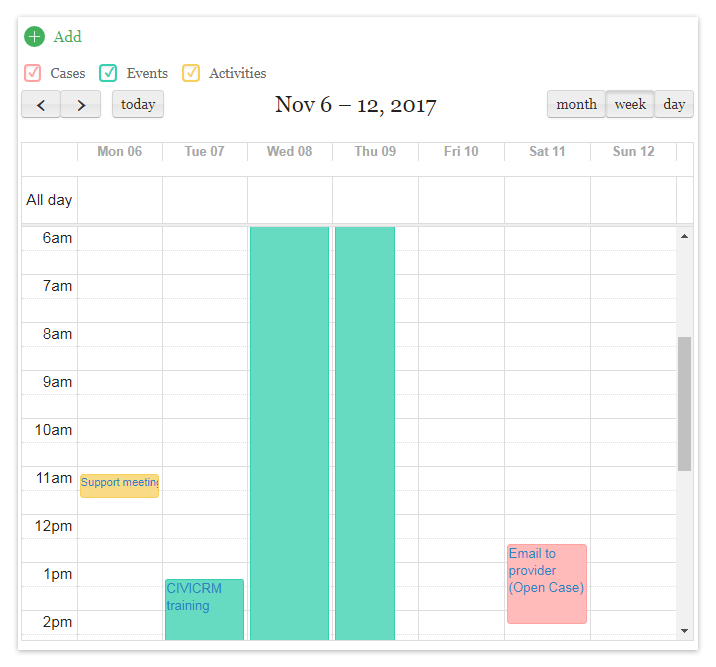 Add
Cases Events Activities
today Nov 6 – 12, 2017 month week day
Mon 06 Tue 07 Wed 08 Thu 09 Fri 10 Sat 11 Sun 12
All day
6am
7am
8am
9am
10am
11am
Support meeting
12pm
Email to
provider
(Open Case)
1pm
CIVICRM
training
2pm